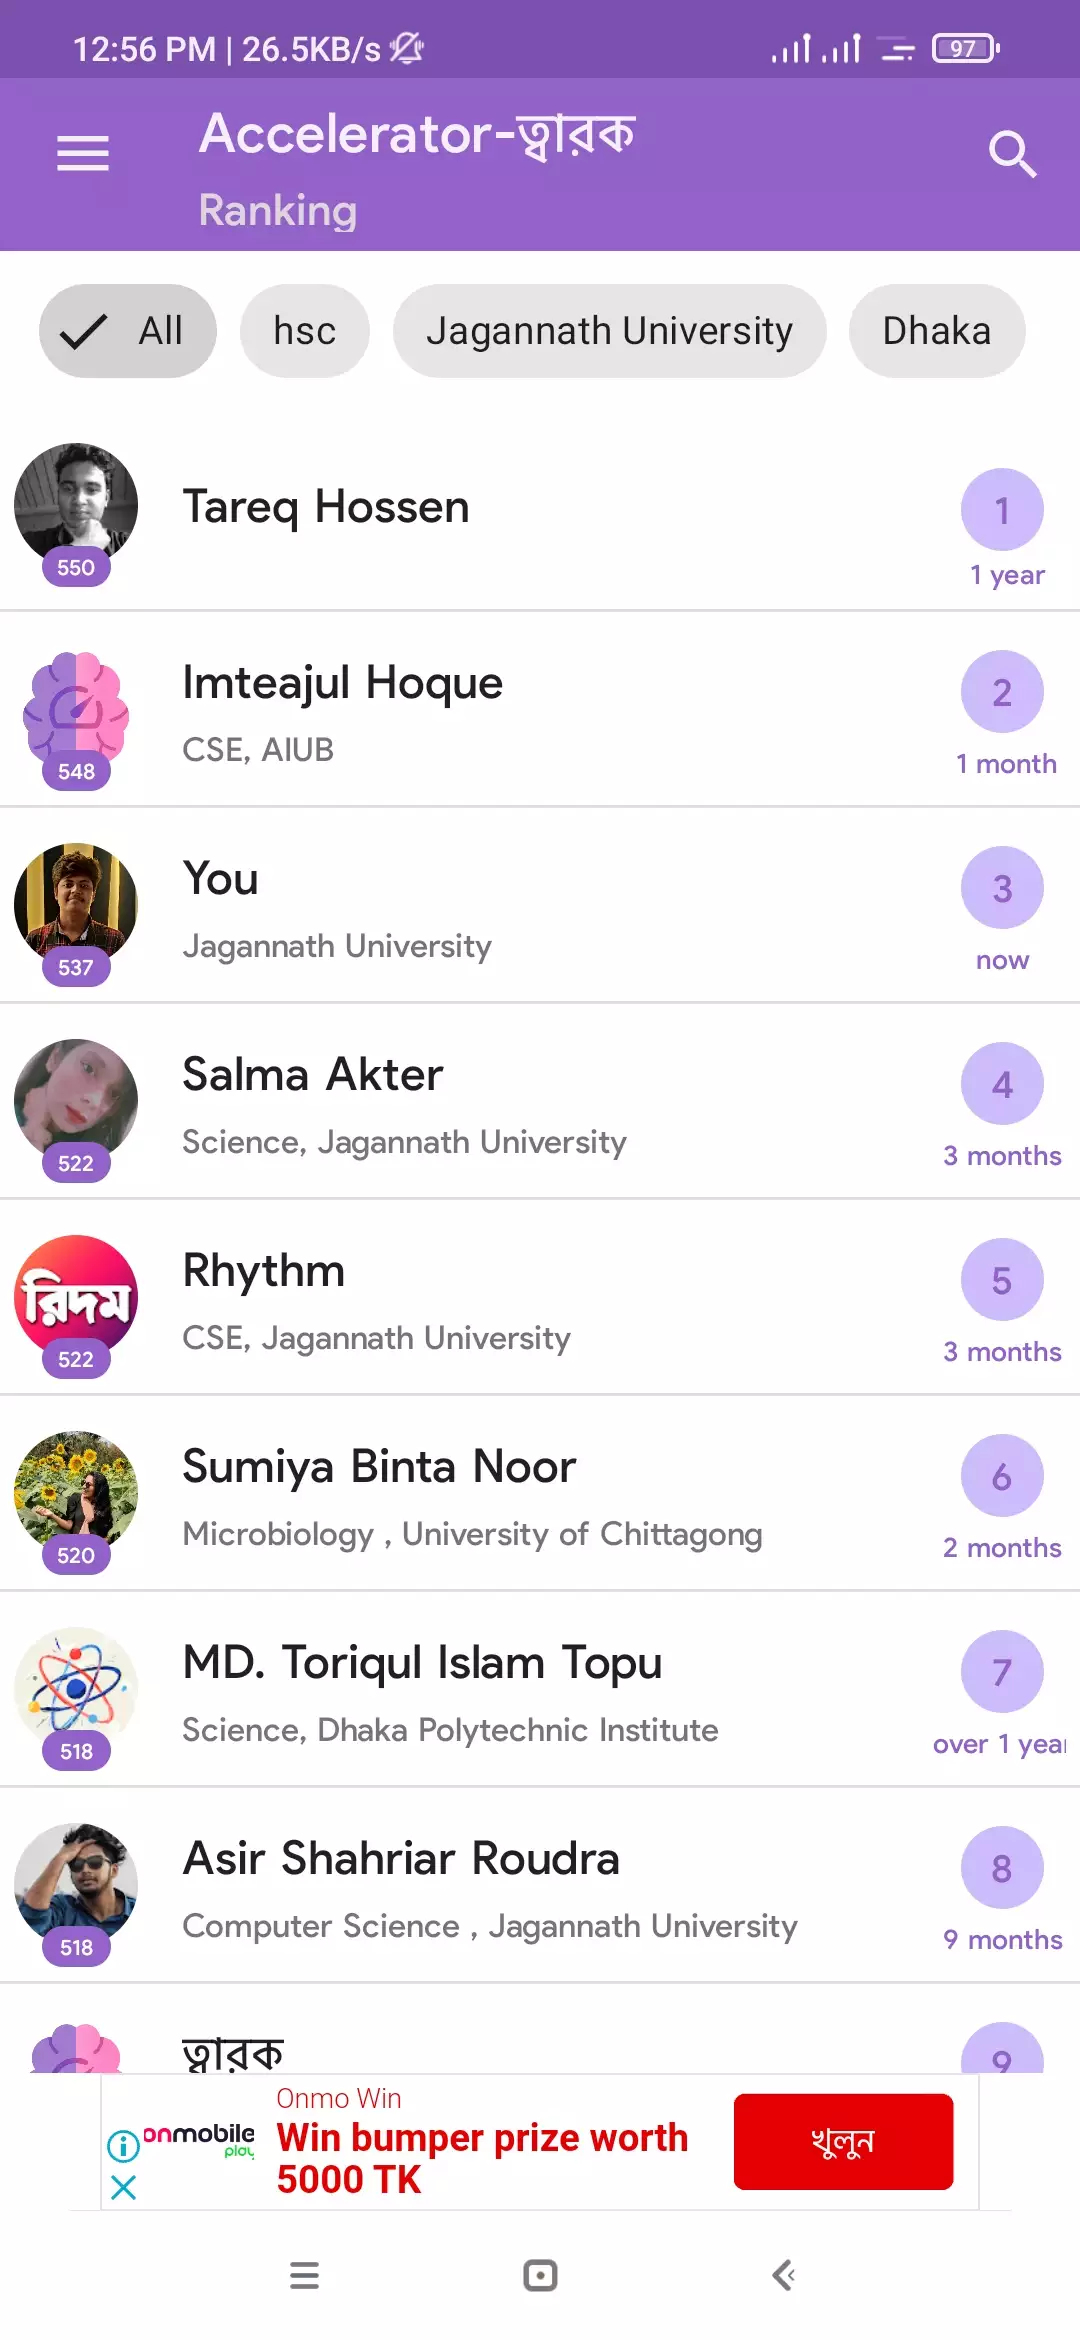 12:56 PM | 26.5KB/s
97
Accelerator-ত্বারক
Ranking
All
hsc
Jagannath University
Dhaka
Tareq Hossen
550
1
1 year
Imteajul Hoque
CSE, AIUB
548
2
1 month
You
Jagannath University
537
3
now
Salma Akter
Science, Jagannath University
522
4
3 months
রিদম
Rhythm
CSE, Jagannath University
522
5
3 months
Sumiya Binta Noor
Microbiology , University of Chittagong
520
6
2 months
MD. Toriqul Islam Topu
Science, Dhaka Polytechnic Institute
518
7
over 1 year
Asir Shahriar Roudra
Computer Science , Jagannath University
518
8
9 months
ত্বারক
9
onmobile
play
Onmo Win
Win bumper prize worth
5000 TK
খুলুন